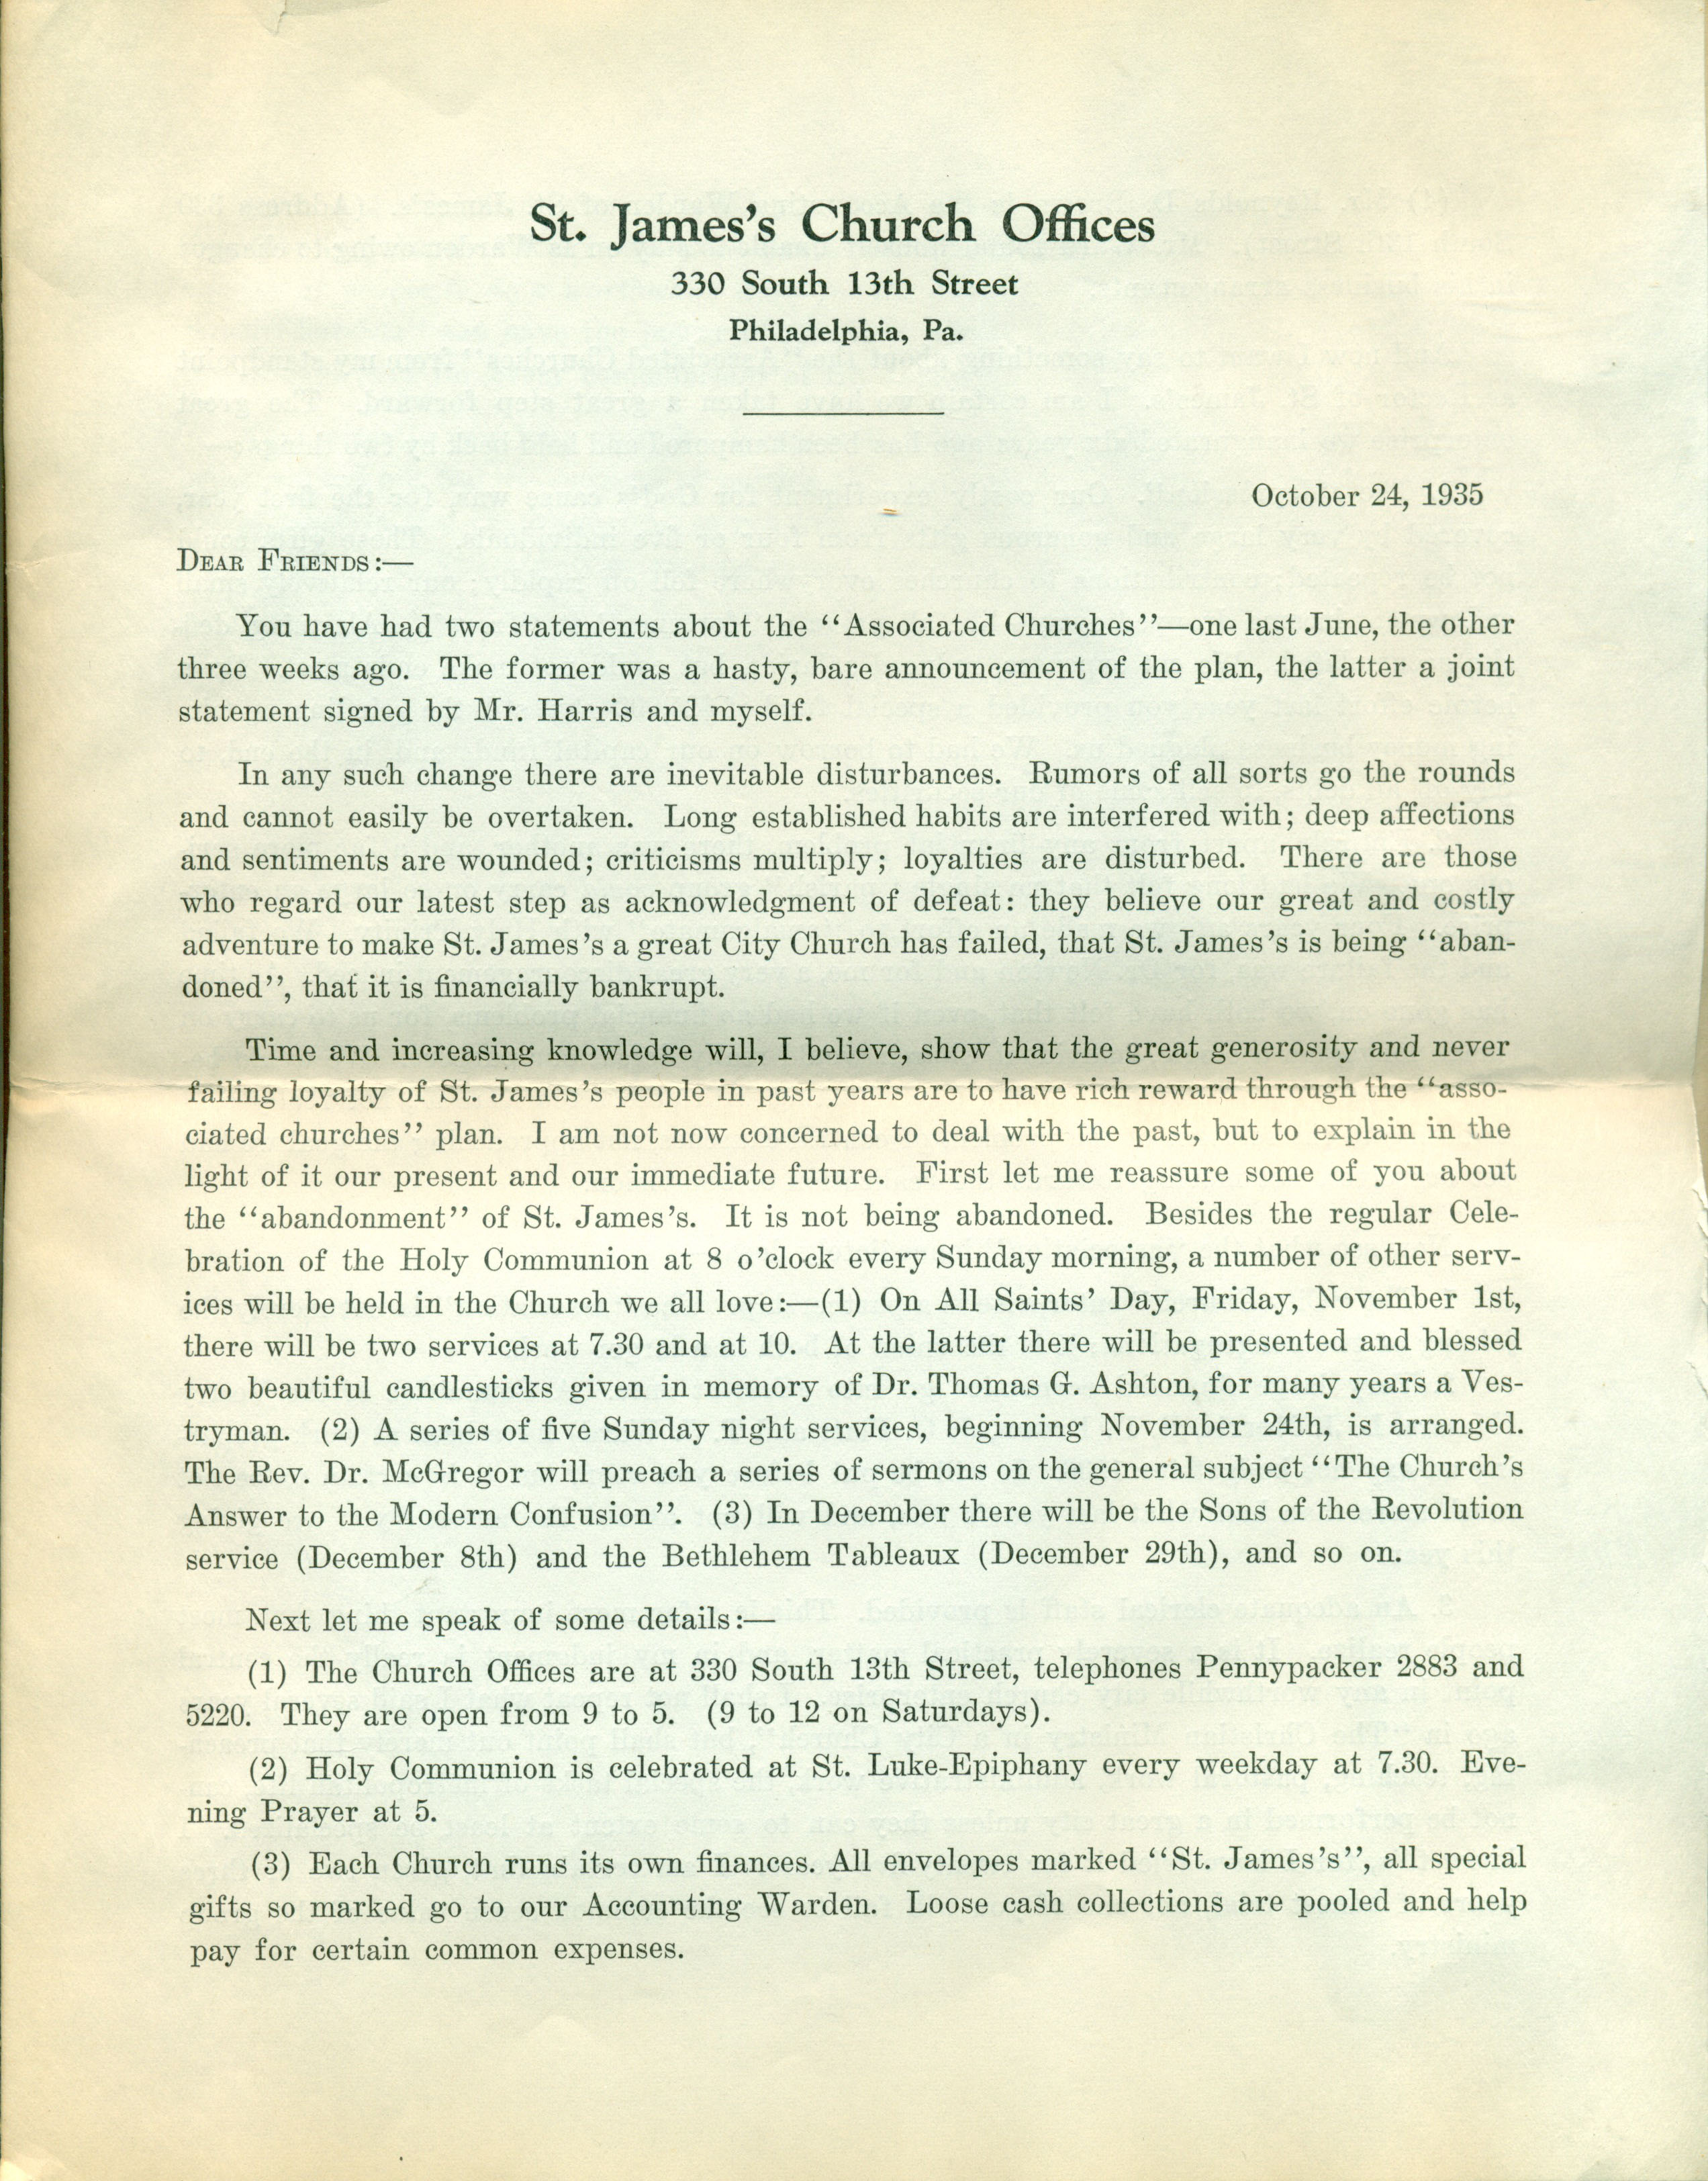 St. James's Church Offices
330 South 13th Street
Philadelphia, Pa.
October 24, 1935
DEAR FRIENDS:—
You have had two statements about the "Associated Churches"—one last June, the other
three weeks ago. The former was a hasty, bare announcement of the plan, the latter a joint
statement signed by Mr. Harris and myself.
In any such change there are inevitable disturbances. Rumors of all sorts go the rounds
and cannot easily be overtaken. Long established habits are interfered with; deep affections
and sentiments are wounded; criticisms multiply; loyalties are disturbed. There are those
who regard our latest step as acknowledgment of defeat: they believe our great and costly
adventure to make St. James's a great City Church has failed, that St. James's is being "aban-
doned", that it is financially bankrupt.
Time and increasing knowledge will, I believe, show that the great generosity and never
failing loyalty of St. James's people in past years are to have rich reward through the "asso-
ciated churches" plan. I am not now concerned to deal with the past, but to explain in the
light of it our present and our immediate future. First let me reassure some of you about
the "abandonment" of St. James's. It is not being abandoned. Besides the regular Cele-
bration of the Holy Communion at 8 o'clock every Sunday morning, a number of other serv-
ices will be held in the Church we all love:—(1) On All Saints' Day, Friday, November 1st,
there will be two services at 7.30 and at 10. At the latter there will be presented and blessed
two beautiful candlesticks given in memory of Dr. Thomas G. Ashton, for many years a Ves-
tryman. (2) A series of five Sunday night services, beginning November 24th, is arranged.
The Rev. Dr. McGregor will preach a series of sermons on the general subject "The Church's
Answer to the Modern Confusion". (3) In December there will be the Sons of the Revolution
service (December 8th) and the Bethlehem Tableaux (December 29th), and so on.
Next let me speak of some details:—
(1) The Church Offices are at 330 South 13th Street, telephones Pennypacker 2883 and
5220. They are open from 9 to 5. (9 to 12 on Saturdays).
(2) Holy Communion is celebrated at St. Luke-Epiphany every weekday at 7.30. Eve-
ning Prayer at 5.
(3) Each Church runs its own finances. All envelopes marked "St. James's", all special
gifts so marked go to our Accounting Warden. Loose cash collections are pooled and help
pay for certain common expenses.